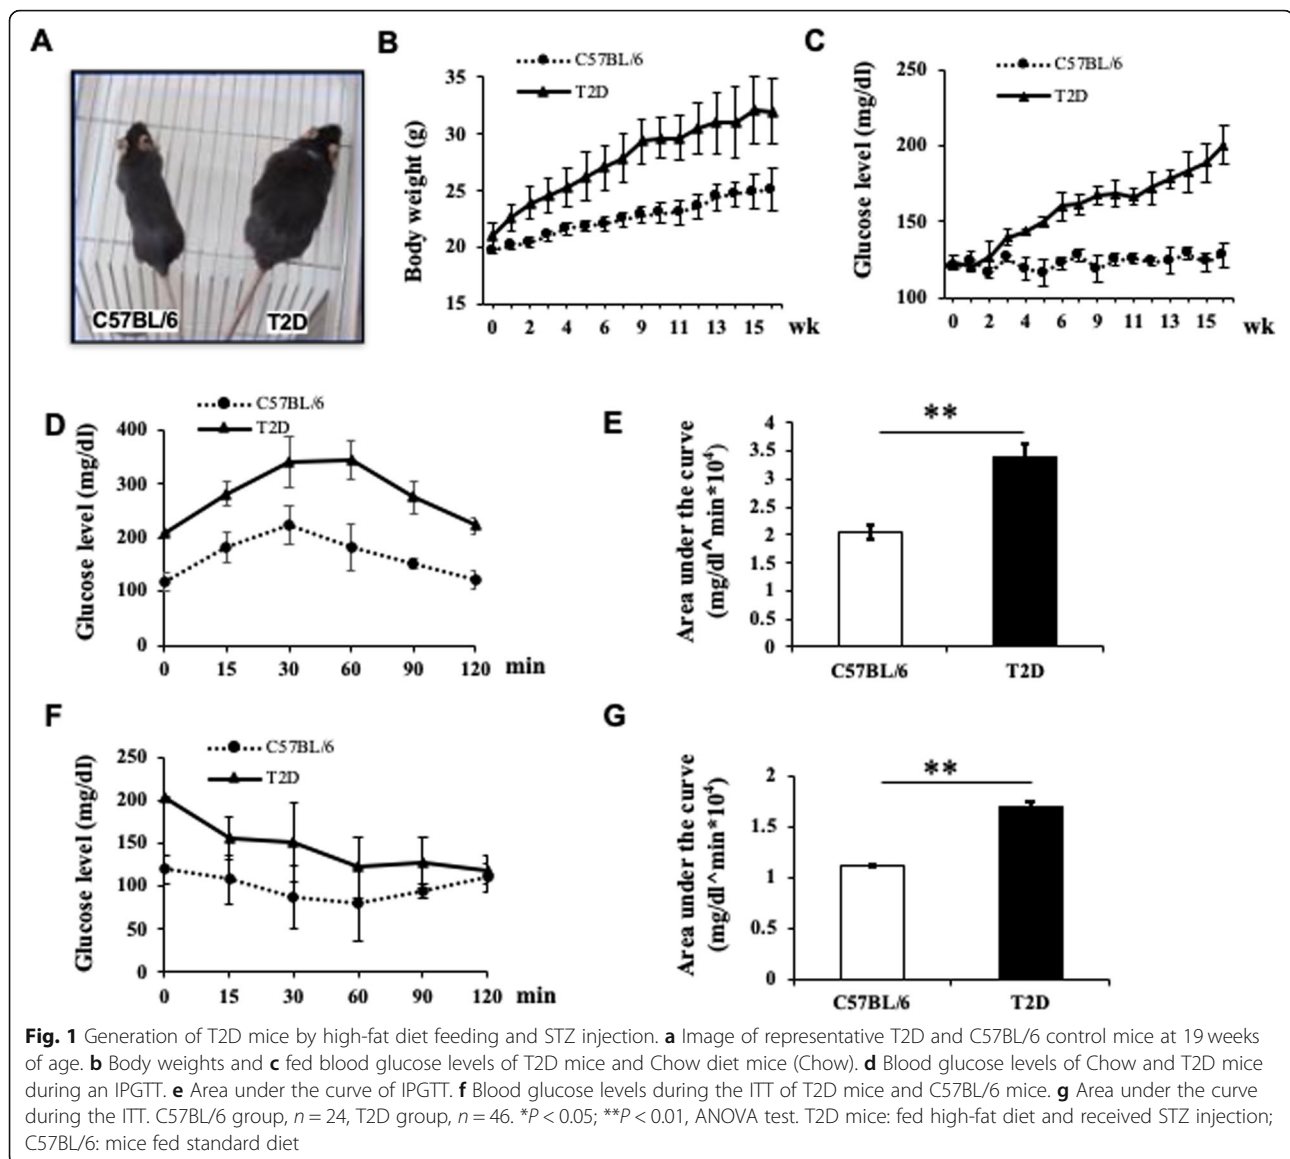 A
C57BL/6
T2D
B
C57BL/6
T2D
Body weight (g)
35
30
25
20
15
0 2 4 6 9 11 13 15 wk
C
C57BL/6
T2D
Glucose level (mg/dl)
250
200
150
100
0 2 4 6 9 11 13 15 wk
D
C57BL/6
T2D
Glucose level (mg/dl)
400
300
200
100
0
0 15 30 60 90 120 min
E
**
Area under the curve
(mg/dl^min*10⁴)
4
3.5
3
2.5
2
1.5
1
0.5
0
C57BL/6 T2D
F
C57BL/6
T2D
Glucose level (mg/dl)
250
200
150
100
50
0
0 15 30 60 90 120 min
G
**
Area under the curve
(mg/dl^min*10⁴)
2
1.5
1
0.5
0
C57BL/6 T2D
Fig. 1 Generation of T2D mice by high-fat diet feeding and STZ injection. a Image of representative T2D and C57BL/6 control mice at 19 weeks
of age. b Body weights and c fed blood glucose levels of T2D mice and Chow diet mice (Chow). d Blood glucose levels of Chow and T2D mice
during an IPGTT. e Area under the curve of IPGTT. f Blood glucose levels during the ITT of T2D mice and C57BL/6 mice. g Area under the curve
during the ITT. C57BL/6 group, n = 24, T2D group, n = 46. *P < 0.05; **P < 0.01, ANOVA test. T2D mice: fed high-fat diet and received STZ injection;
C57BL/6: mice fed standard diet